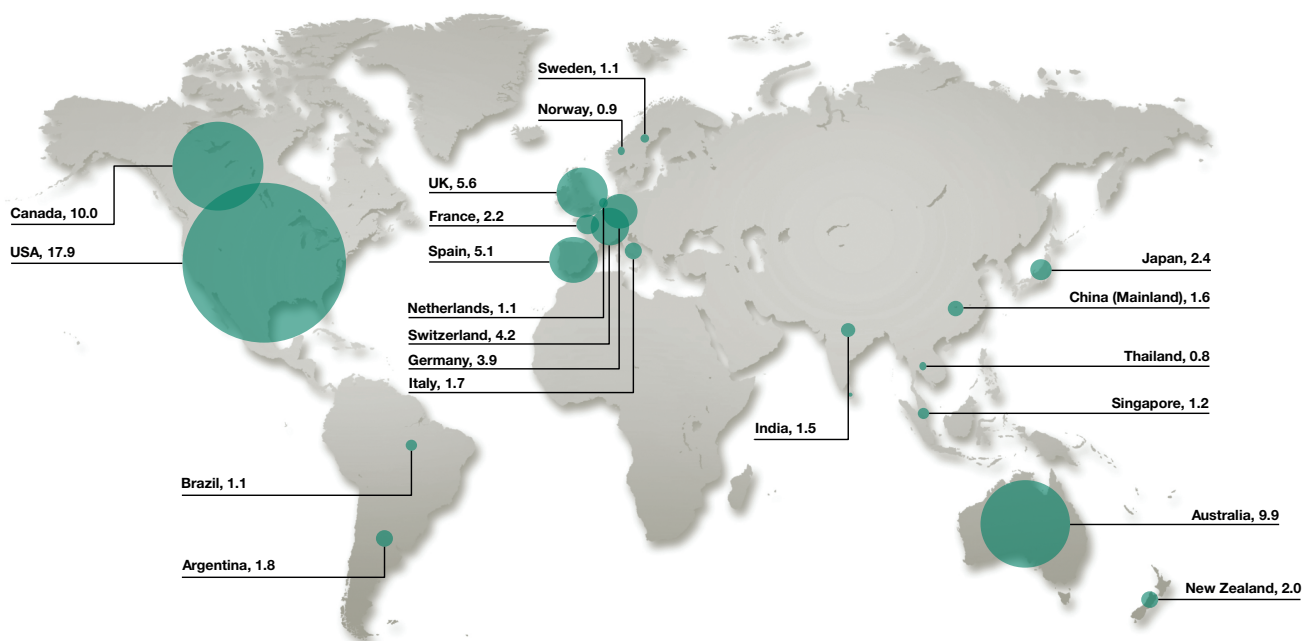 Sweden, 1.1
Norway, 0.9
UK, 5.6
Canada, 10.0
France, 2.2
USA, 17.9
Spain, 5.1
Japan, 2.4
China (Mainland), 1.6
Netherlands, 1.1
Switzerland, 4.2
Germany, 3.9
Thailand, 0.8
Italy, 1.7
Singapore, 1.2
India, 1.5
Brazil, 1.1
Australia, 9.9
Argentina, 1.8
New Zealand, 2.0